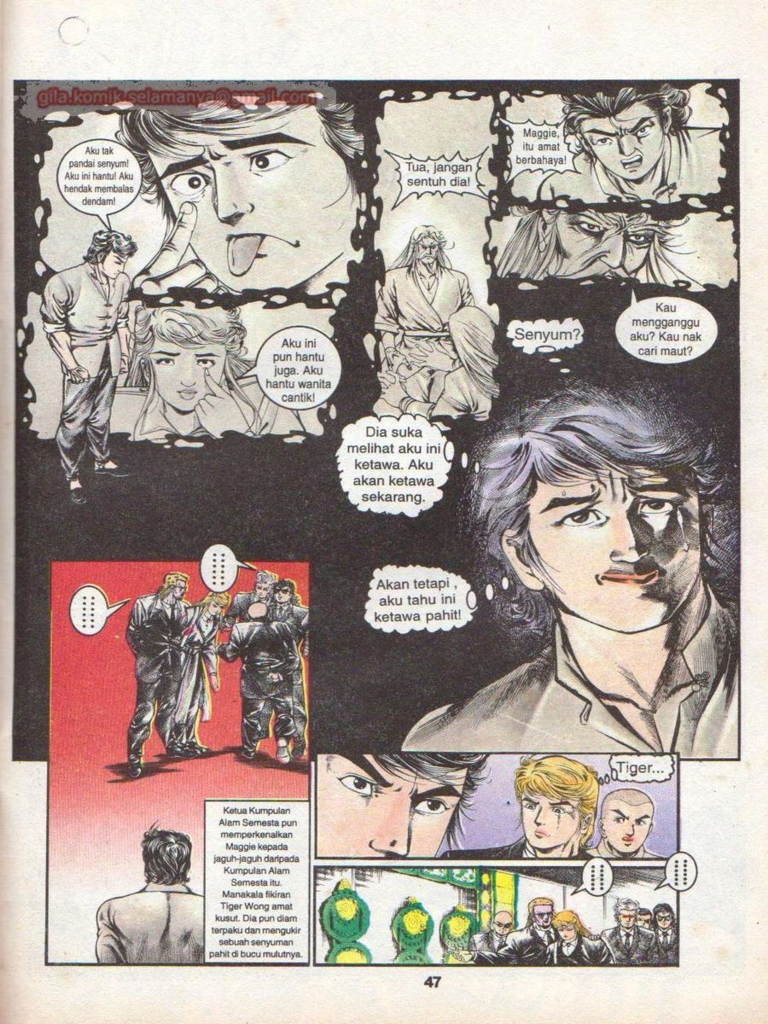 gila.komik.selamanya@gmail.com
Aku tak
pandai senyum!
Aku ini hantu! Aku
hendak membalas
dendam!
Tua, jangan
sentuh dia!
Maggie,
itu amat
berbahaya!
Aku ini
pun hantu
juga. Aku
hantu wanita
cantik!
Senyum?
Kau
mengganggu
aku? Kau nak
cari maut?
Dia suka
melihat aku ini
ketawa. Aku
akan ketawa
sekarang.
Akan tetapi ,
aku tahu ini
ketawa pahit!
Ketua Kumpulan
Alam Semesta pun
memperkenalkan
Maggie kepada
jaguh-jaguh daripada
Kumpulan Alam
Semesta itu.
Manakala fikiran
Tiger Wong amat
kusut. Dia pun diam
terpaku dan mengukir
sebuah senyuman
pahit di bucu mulutnya.
Tiger...
47